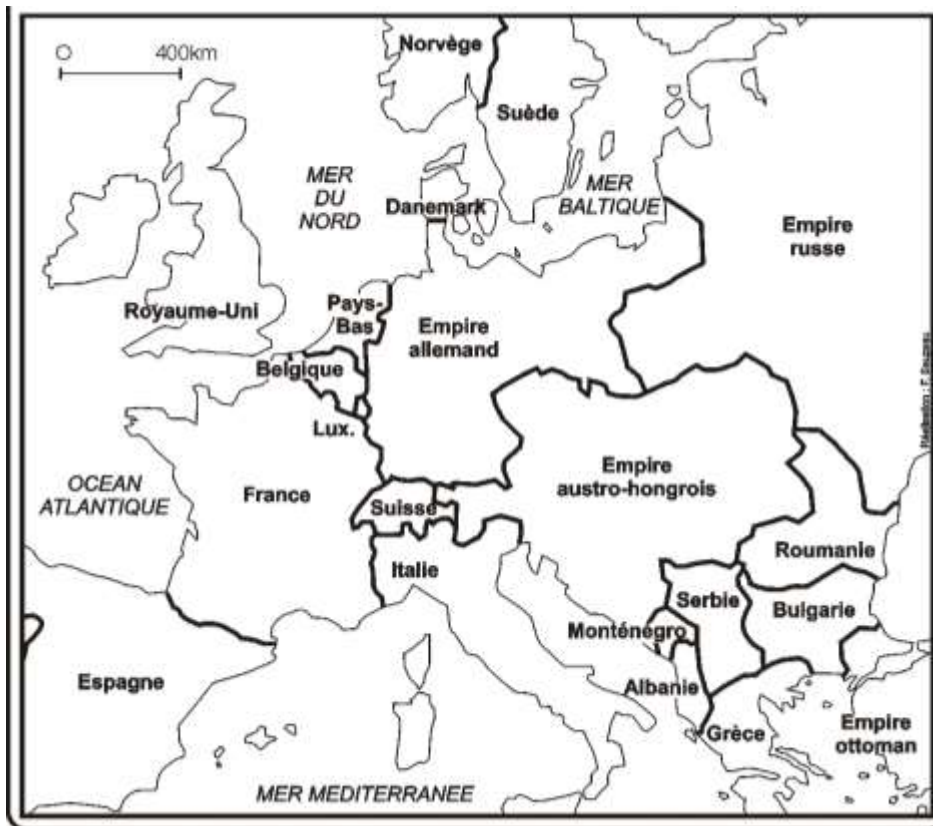 Norvège
O
400km
Suède
MER
DU
NORD
MER
BALTIQUE
Danemark
Empire
russe
Royaume-Uni
Pays-
Bas
Empire
allemand
Belgique
Lux.
Empire
austro-hongrois
OCEAN
ATLANTIQUE
France
Suisse
Roumanie
Italie
Serbie
Bulgarie
Monténégro
Espagne
Albanie
Grèce
Empire
ottoman
MER MEDITERRANEE